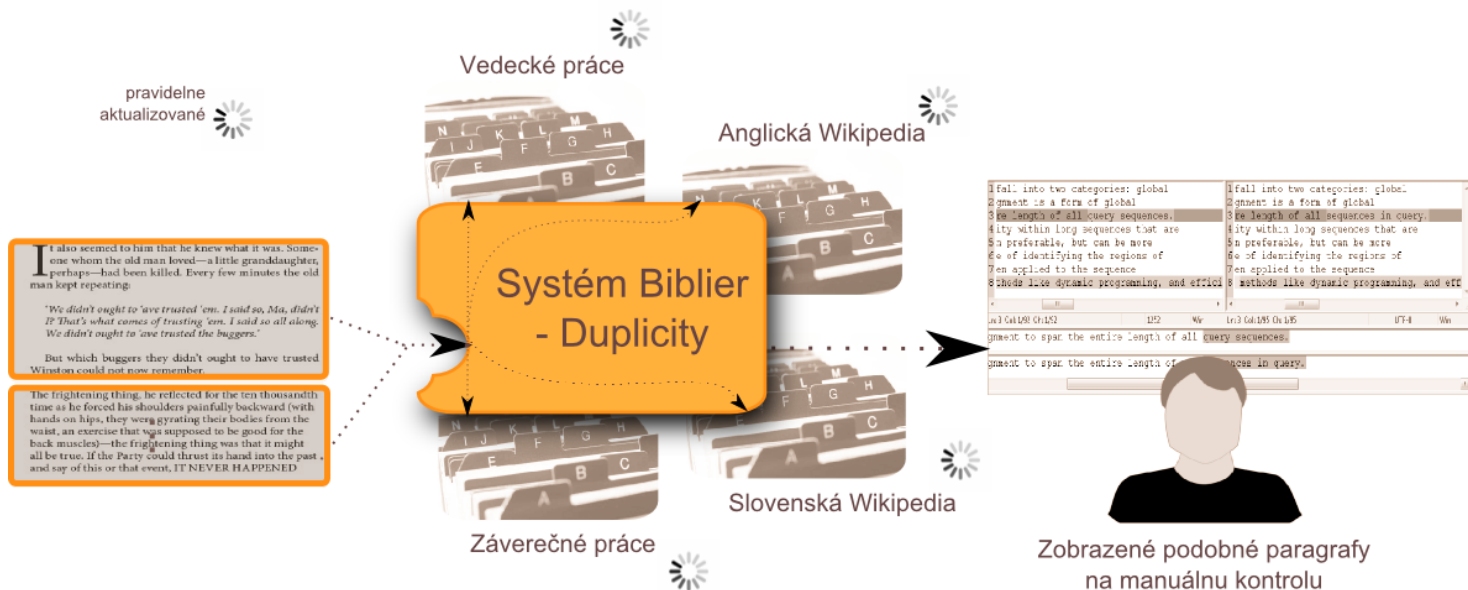 Vedecké práce
pravidelne
aktualizované
Anglická Wikipedia
N K L M
I J F G H
E B C
It also seemed to him that he knew what it was. Some-
one whom the old man loved—a little granddaughter,
perhaps—had been killed. Every few minutes the old
man kept repeating:
'We didn't ought to 'ave trusted 'em. I said so, Ma, didn't
I? That's what comes of trusting 'em. I said so all along.
We didn't ought to 'ave trusted the buggers.'
But which buggers they didn't ought to have trusted
Winston could not now remember.
The frightening thing, he reflected for the ten thousandth
time as he forced his shoulders painfully backward (with
hands on hips, they were gyrating their bodies from the
waist, an exercise that was supposed to be good for the
back muscles)—the frightening thing was that it might
all be true. If the Party could thrust its hand into the past
and say of this or that event, IT NEVER HAPPENED
Systém Biblier
- Duplicity
1 fall into two categories: global
2 gnment is a form of global
3 re length of all query sequences.
4 ity within long sequences that are
5 n preferable, but can be more
6 e of identifying the regions of
7 en applied to the sequence
8 thods like dynamic programming, and effici
1 fall into two categories: global
2 gnment is a form of global
3 re length of all sequences in query.
4 ity within long sequences that are
5 n preferable, but can be more
6 e of identifying the regions of
7 en applied to the sequence
8 methods like dynamic programming, and eff
1252 Win
UTF-8 Win
gnment to span the entire length of all query sequences.
gnment to span the entire length of
ences in query.
Slovenská Wikipedia
Záverečné práce
Zobrazené podobné paragrafy
na manuálnu kontrolu